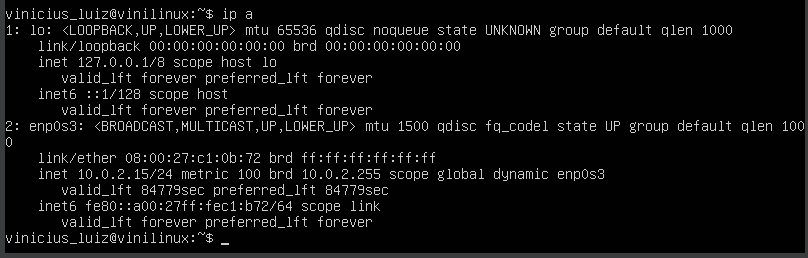 vinicius_luiz@vinilinux:~$ ip a
1: lo: <LOOPBACK,UP,LOWER_UP> mtu 65536 qdisc noqueue state UNKNOWN group default qlen 1000
    link/loopback 00:00:00:00:00:00 brd 00:00:00:00:00:00
    inet 127.0.0.1/8 scope host lo
       valid_lft forever preferred_lft forever
    inet6 ::1/128 scope host
       valid_lft forever preferred_lft forever
2: enp0s3: <BROADCAST,MULTICAST,UP,LOWER_UP> mtu 1500 qdisc fq_codel state UP group default qlen 100
0
    link/ether 08:00:27:c1:0b:72 brd ff:ff:ff:ff:ff:ff
    inet 10.0.2.15/24 metric 100 brd 10.0.2.255 scope global dynamic enp0s3
       valid_lft 84779sec preferred_lft 84779sec
    inet6 fe80::a00:27ff:fec1:b72/64 scope link
       valid_lft forever preferred_lft forever
vinicius_luiz@vinilinux:~$ _